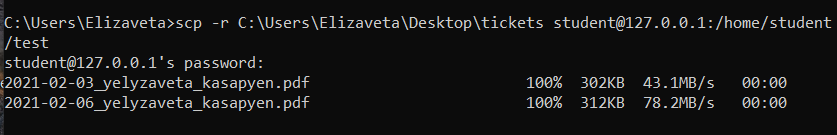 C:\Users\Elizaveta>scp -r C:\Users\Elizaveta\Desktop\tickets student@127.0.0.1:/home/student
/test
student@127.0.0.1's password:
2021-02-03_yelyzaveta_kasapyen.pdf 100% 302KB 43.1MB/s 00:00
2021-02-06_yelyzaveta_kasapyen.pdf 100% 312KB 78.2MB/s 00:00